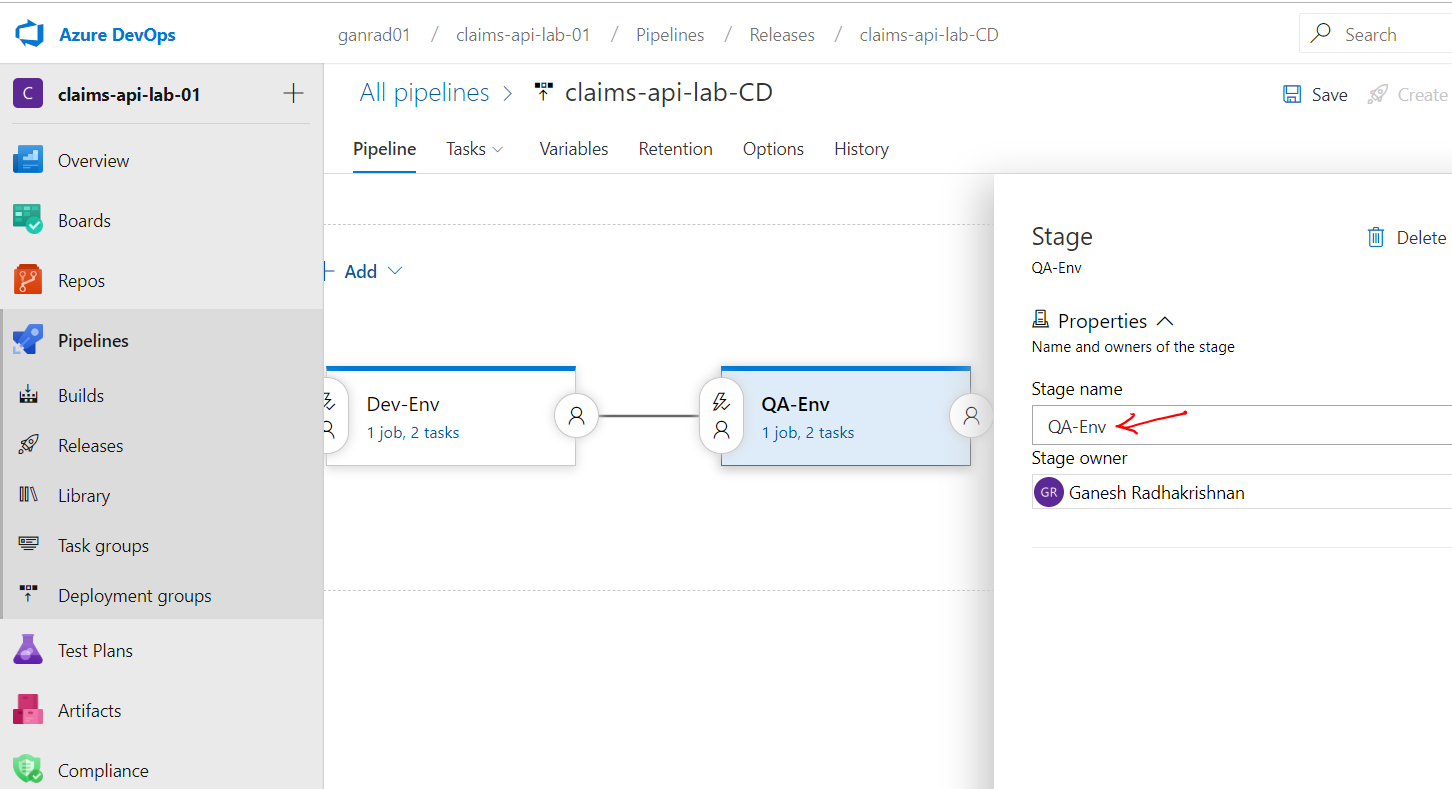 Azure DevOps
ganrad01 / claims-api-lab-01 / Pipelines / Releases / claims-api-lab-CD
Search
C
claims-api-lab-01
Overview
Boards
Repos
Pipelines
Builds
Releases
Library
Task groups
Deployment groups
Test Plans
Artifacts
Compliance
All pipelines > claims-api-lab-CD
Save
Create
Pipeline
Tasks
Variables
Retention
Options
History
Add
Dev-Env
1 job, 2 tasks
QA-Env
1 job, 2 tasks
Stage
Delete
QA-Env
Properties
Name and owners of the stage
Stage name
QA-Env
Stage owner
GR Ganesh Radhakrishnan